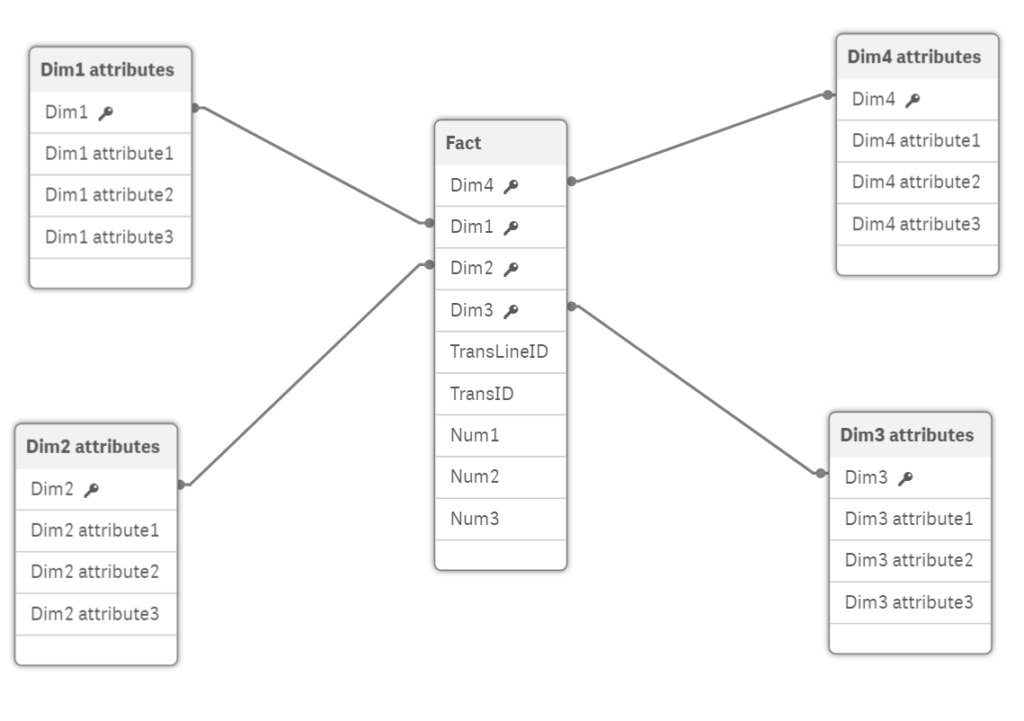 Dim1 attributes
Dim1
Dim1 attribute1
Dim1 attribute2
Dim1 attribute3
Dim2 attributes
Dim2
Dim2 attribute1
Dim2 attribute2
Dim2 attribute3
Fact
Dim4
Dim1
Dim2
Dim3
TransLineID
TransID
Num1
Num2
Num3
Dim4 attributes
Dim4
Dim4 attribute1
Dim4 attribute2
Dim4 attribute3
Dim3 attributes
Dim3
Dim3 attribute1
Dim3 attribute2
Dim3 attribute3